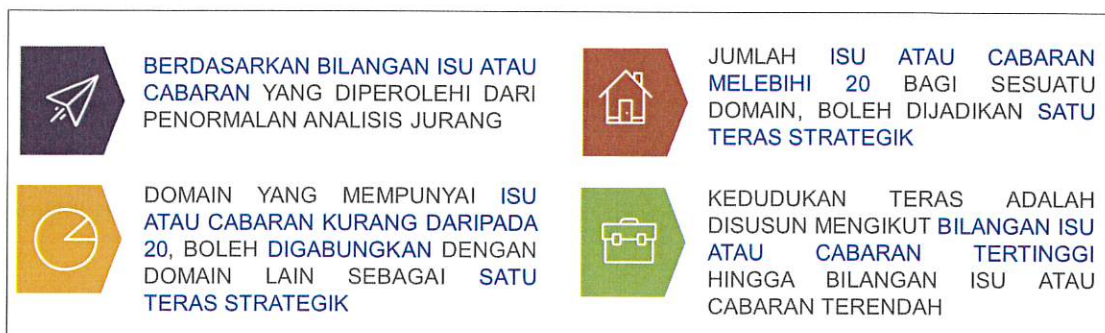 BERDASARKAN BILANGAN ISU ATAU
CABARAN YANG DIPEROLEHI DARI
PENORMALAN ANALISIS JURANG
JUMLAH ISU ATAU CABARAN
MELEBIHI 20 BAGI SESUATU
DOMAIN, BOLEH DIJADIKAN SATU
TERAS STRATEGIK
DOMAIN YANG MEMPUNYAI ISU
ATAU CABARAN KURANG DARIPADA
20, BOLEH DIGABUNGKAN DENGAN
DOMAIN LAIN SEBAGAI SATU
TERAS STRATEGIK
KEDUDUKAN TERAS ADALAH
DISUSUN MENGIKUT BILANGAN ISU
ATAU CABARAN TERTINGGI
HINGGA BILANGAN ISU ATAU
CABARAN TERENDAH